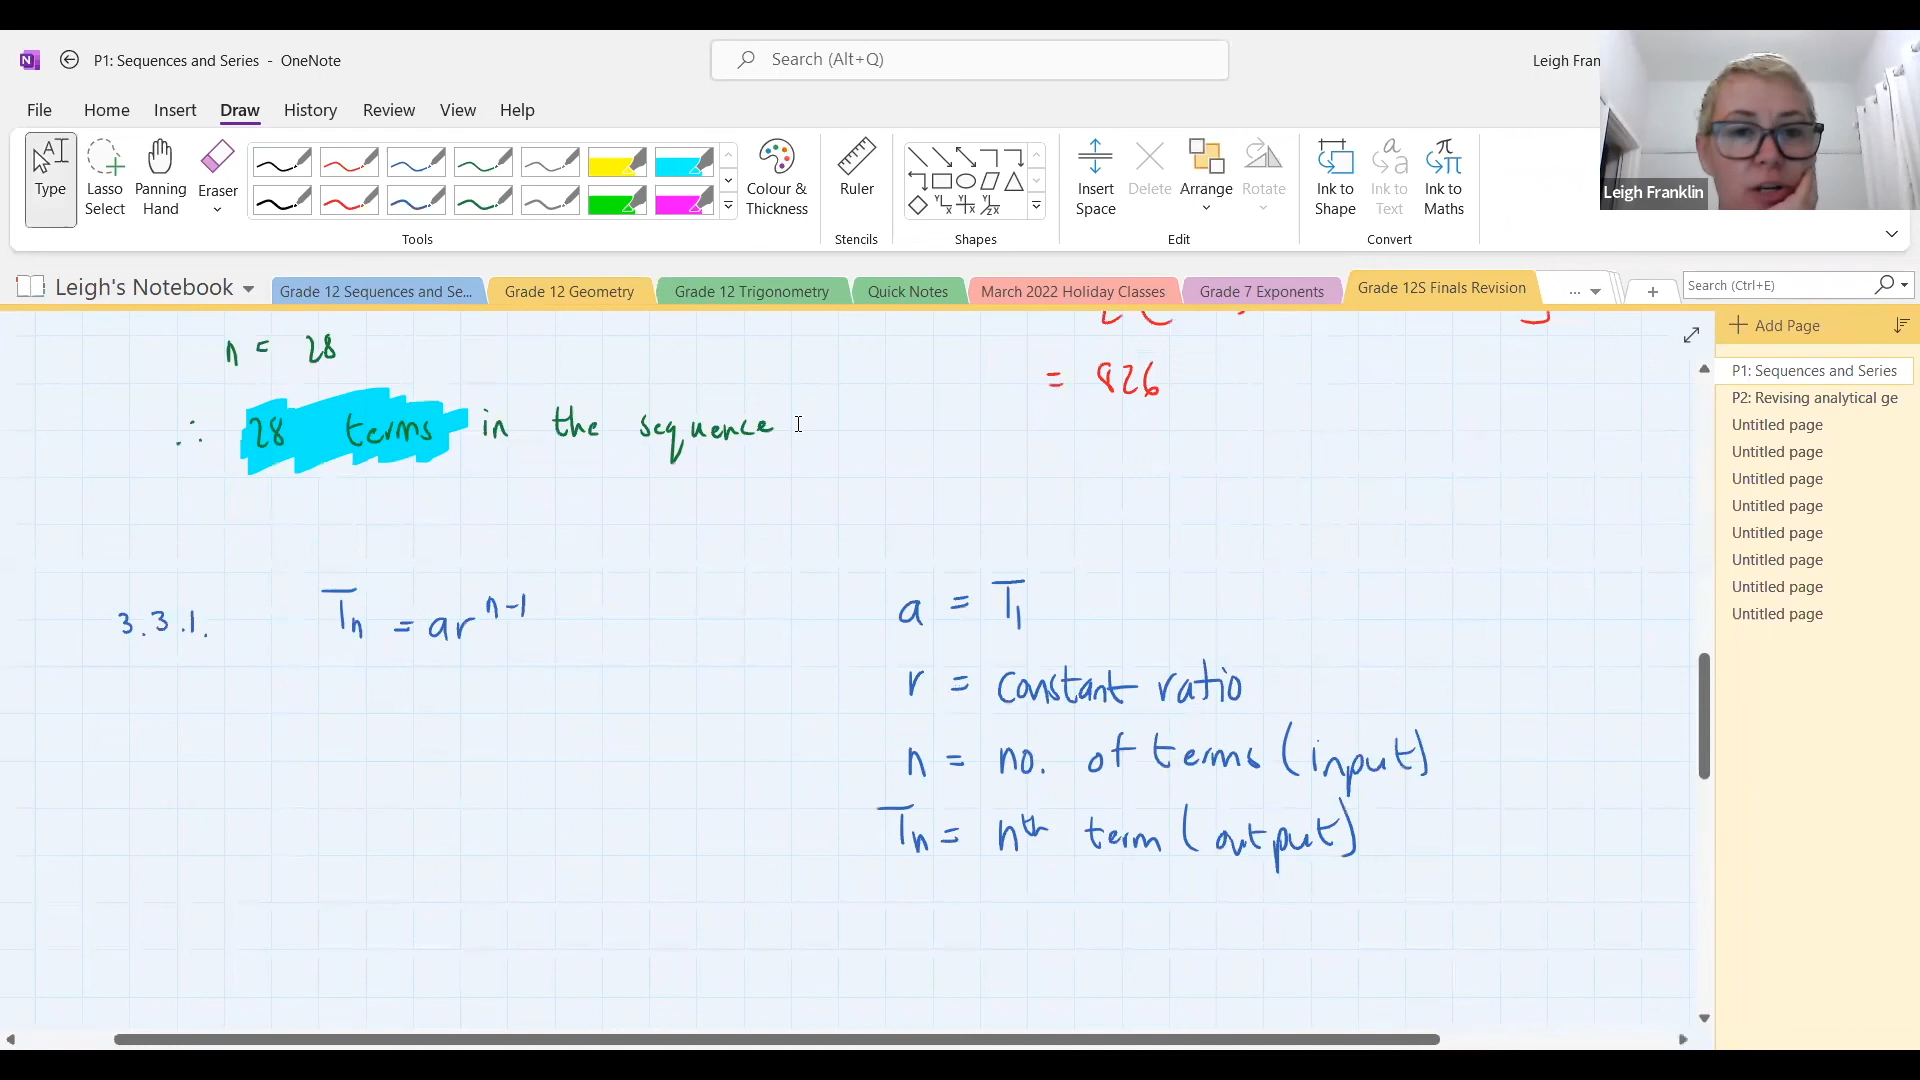 P1: Sequences and Series - OneNote
Search (Alt+Q)
Leigh Fran
File Home Insert Draw History Review View Help
Type
Lasso Select
Panning Hand
Eraser
Colour & Thickness
Ruler
Insert Space
Delete
Arrange
Rotate
Ink to Shape
Ink to Text
Ink to Maths
Tools Stencils Shapes Edit Convert
Leigh Franklin
Leigh's Notebook
Grade 12 Sequences and Se... Grade 12 Geometry Grade 12 Trigonometry Quick Notes March 2022 Holiday Classes Grade 7 Exponents Grade 12S Finals Revision ...
Search (Ctrl+E)
n = 28
= 826
∴ 28 terms in the sequence
3.3.1. Tₙ = arⁿ⁻¹
a = T₁
r = constant ratio
n = no. of terms (input)
Tₙ = nᵗʰ term (output)
Add Page
P1: Sequences and Series
P2: Revising analytical ge
Untitled page
Untitled page
Untitled page
Untitled page
Untitled page
Untitled page
Untitled page
Untitled page